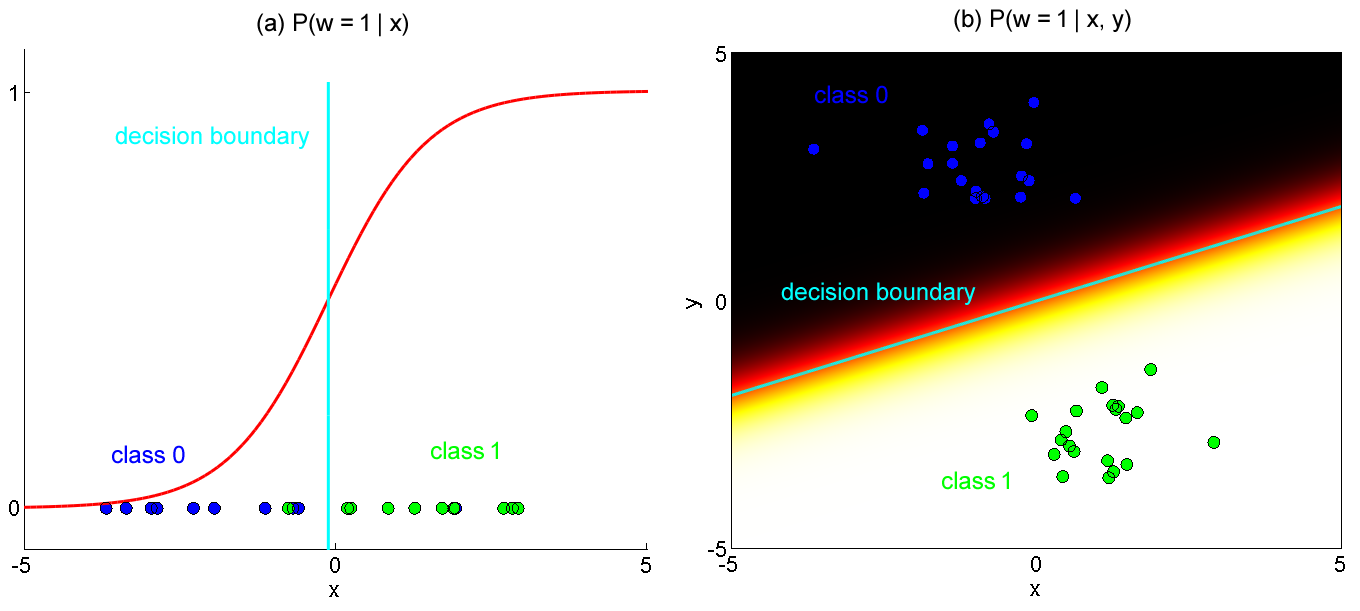 (a) P(w = 1 | x)
1
decision boundary
class 0
class 1
0
-5
0
5
x
(b) P(w = 1 | x, y)
5
class 0
y
0
decision boundary
class 1
-5
-5
0
5
x